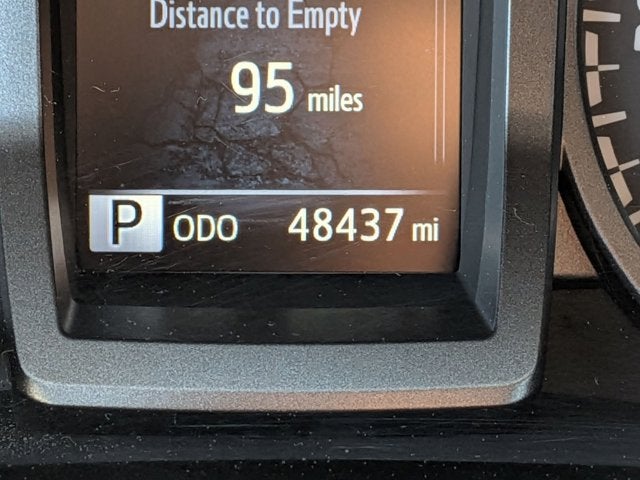 Distance to Empty
95 miles
P ODO 48437 mi